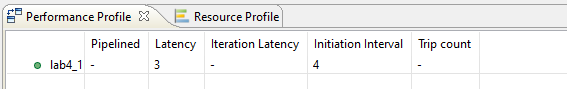 Performance Profile Resource Profile
Pipelined Latency Iteration Latency Initiation Interval Trip count
lab4_1 - 3 - 4 -